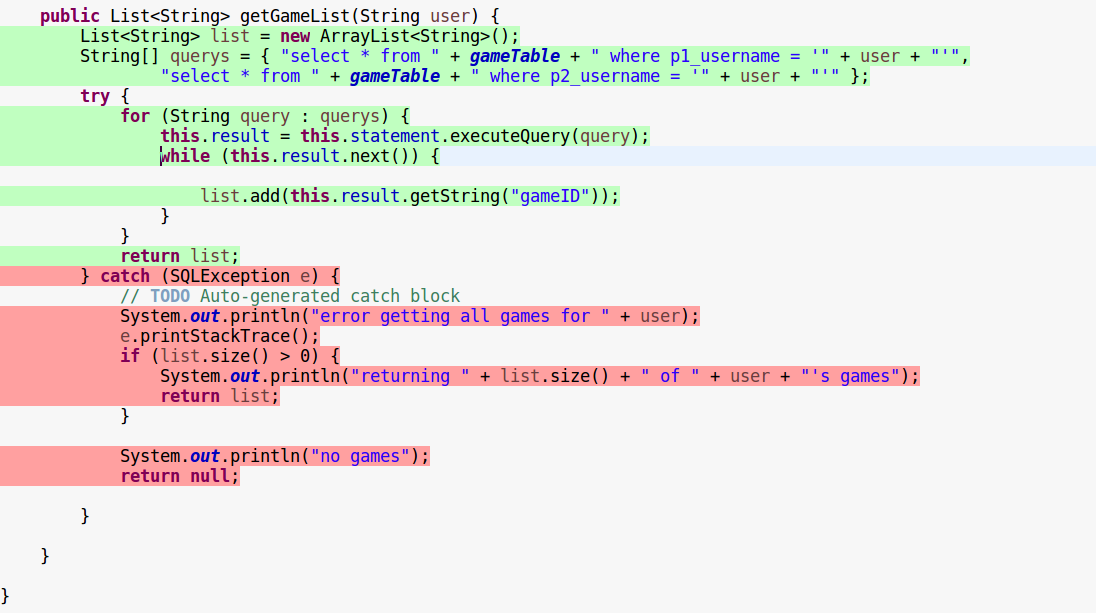 public List<String> getGameList(String user) {
List<String> list = new ArrayList<String>();
String[] querys = { "select * from " + gameTable + " where p1_username = '" + user + "'",
"select * from " + gameTable + " where p2_username = '" + user + "'" };
try {
for (String query : querys) {
this.result = this.statement.executeQuery(query);
while (this.result.next()) {
list.add(this.result.getString("gameID"));
}
}
return list;
} catch (SQLException e) {
// TODO Auto-generated catch block
System.out.println("error getting all games for " + user);
e.printStackTrace();
if (list.size() > 0) {
System.out.println("returning " + list.size() + " of " + user + "'s games");
return list;
}
System.out.println("no games");
return null;
}
}
}